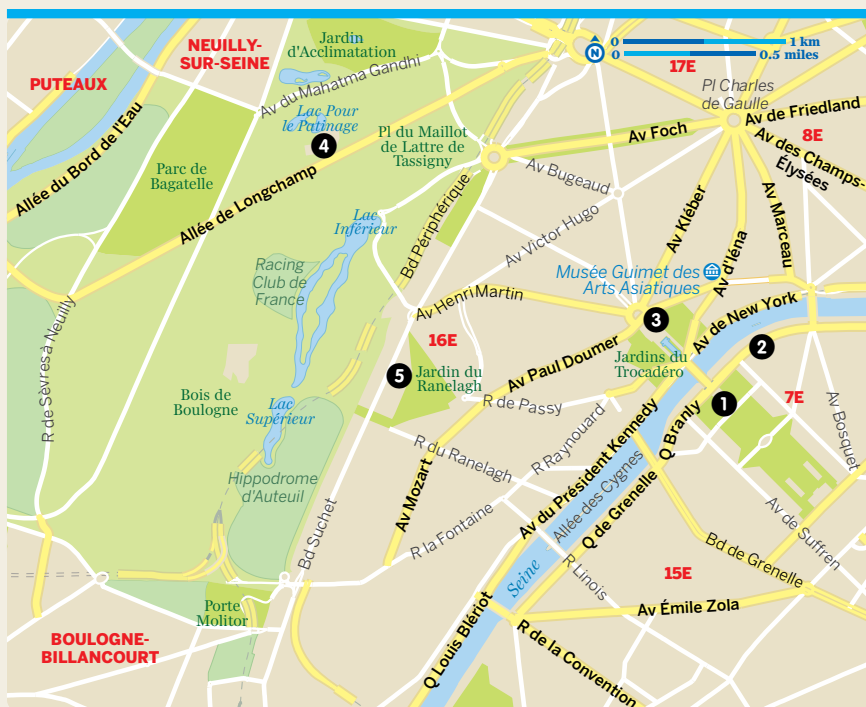 NEUILLY-
SUR-SEINE
Jardin
d'Acclimatation
0 1 km
N
0 0.5 miles
PUTEAUX
17E
Av du Mahatma Gandhi
Pl Charles
de Gaulle
Av de Friedland
Lac Pour
le Patinage
8E
Av Foch
Pl du Maillot
de Lattre de
Tassigny
4
Av des Champs-
Élysées
Allée du Bord de l'Eau
Parc de
Bagatelle
Av Bugeaud
Allée de Longchamp
Av Kléber
Av Marceau
Lac
Inférieur
Bd Périphérique
Av Victor Hugo
Av d'Iéna
Racing
Club de
France
Musée Guimet des
Arts Asiatiques
Av Henri Martin
Av de New York
3
16E
2
R de Sèvres à Neuilly
Av Paul Doumer
Jardins du
Trocadéro
5
Jardin du
Ranelagh
Bois de
Boulogne
7E
1
Lac
Supérieur
R de Passy
Av Bosquet
R Raynouard
Q Branly
Av du Président Kennedy
R du Ranelagh
Hippodrome
d'Auteuil
Av Mozart
Allée des Cygnes
Q de Grenelle
Av de Suffren
Bd Suchet
R la Fontaine
Bd de Grenelle
R Linois
15E
Seine
Porte
Molitor
Av Émile Zola
BOULOGNE-
BILLANCOURT
Q Louis Blériot
R de la Convention